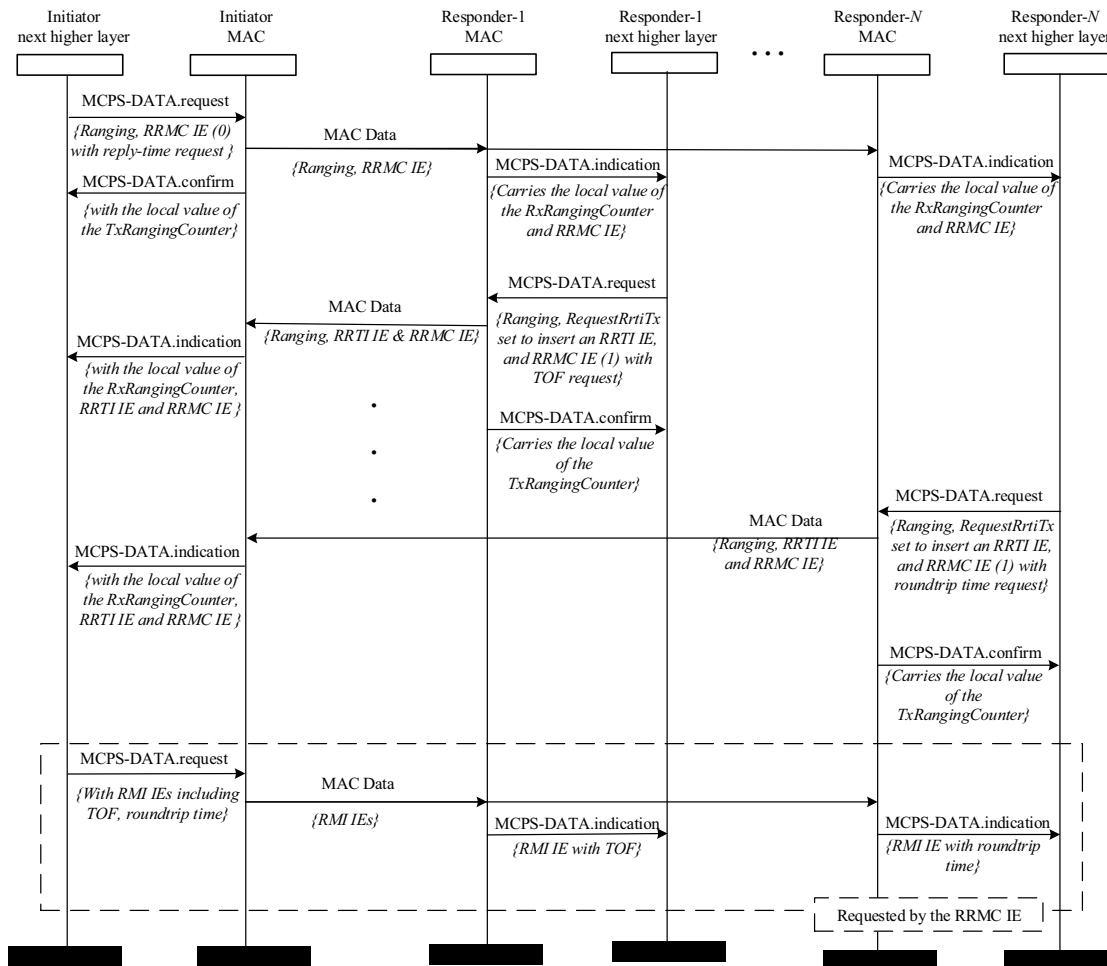 Initiator
next higher layer
Initiator
MAC
Responder-1
MAC
Responder-1
next higher layer
• • •
Responder-N
MAC
Responder-N
next higher layer
MCPS-DATA.request
{Ranging, RRMC IE (0)
with reply-time request }
MAC Data
{Ranging, RRMC IE}
MCPS-DATA.confirm
{with the local value of
the TxRangingCounter}
MCPS-DATA.indication
{Carries the local value of
the RxRangingCounter
and RRMC IE}
MCPS-DATA.indication
{Carries the local value of
the RxRangingCounter
and RRMC IE}
MCPS-DATA.request
{Ranging, RequestRrtiTx
set to insert an RRTI IE,
and RRMC IE (1) with
TOF request}
MAC Data
{Ranging, RRTI IE & RRMC IE}
MCPS-DATA.indication
{with the local value of
the RxRangingCounter,
RRTI IE and RRMC IE }
MCPS-DATA.confirm
{Carries the local value
of the
TxRangingCounter}
MCPS-DATA.request
{Ranging, RequestRrtiTx
set to insert an RRTI IE,
and RRMC IE (1) with
roundtrip time request}
MAC Data
{Ranging, RRTI IE
and RRMC IE}
MCPS-DATA.indication
{with the local value of
the RxRangingCounter,
RRTI IE and RRMC IE }
MCPS-DATA.confirm
{Carries the local value
of the
TxRangingCounter}
MCPS-DATA.request
{With RMI IEs including
TOF, roundtrip time}
MAC Data
{RMI IEs}
MCPS-DATA.indication
{RMI IE with TOF}
MCPS-DATA.indication
{RMI IE with roundtrip
time}
Requested by the RRMC IE